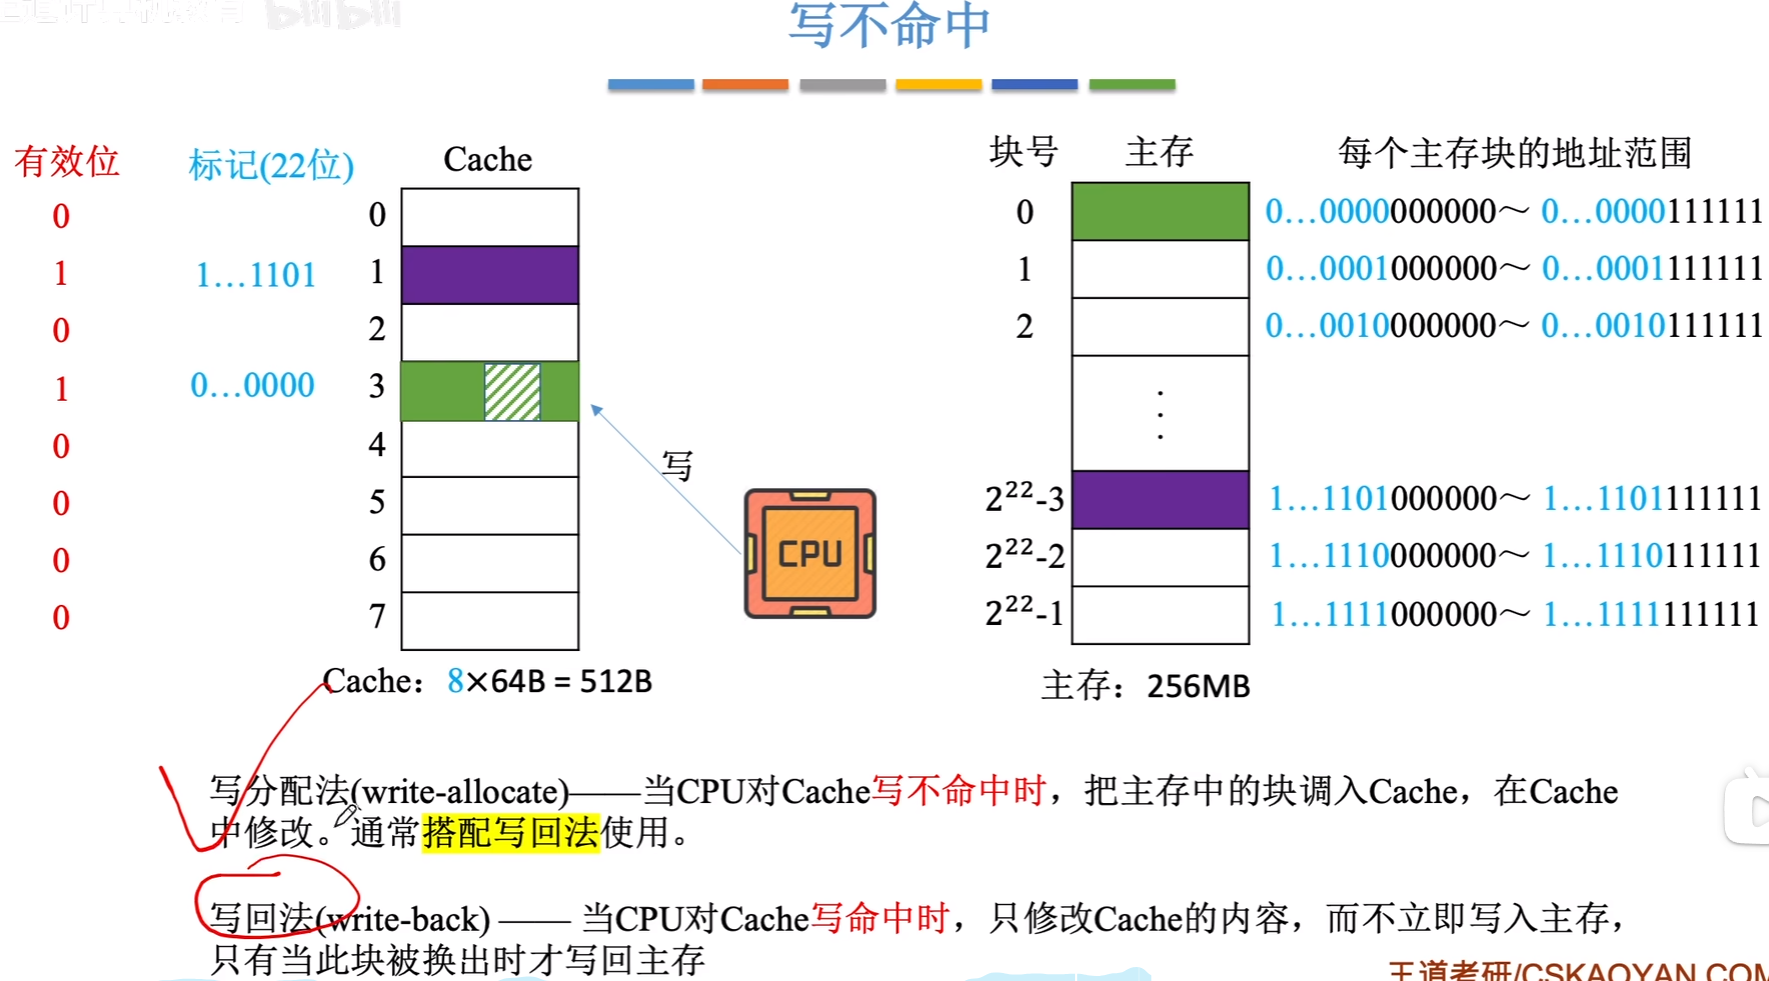 bilibili
写不命中
有效位 标记(22位) Cache 块号 主存 每个主存块的地址范围
0 0 0 0…0000000000～ 0…0000111111
1 1…1101 1 1 0…0001000000～ 0…0001111111
0 2 2 0…0010000000～ 0…0010111111
1 0…0000 3 ⋮
0 4 写
0 5 2²²-3 1…1101000000～ 1…1101111111
CPU
0 6 2²²-2 1…1110000000～ 1…1110111111
0 7 2²²-1 1…1111000000～ 1…1111111111
Cache：8×64B = 512B 主存：256MB
写分配法(write-allocate)——当CPU对Cache写不命中时，把主存中的块调入Cache，在Cache
中修改。通常搭配写回法使用。
写回法(write-back) —— 当CPU对Cache写命中时，只修改Cache的内容，而不立即写入主存，
只有当此块被换出时才写回主存
王道考研/CSKAOYAN.COM